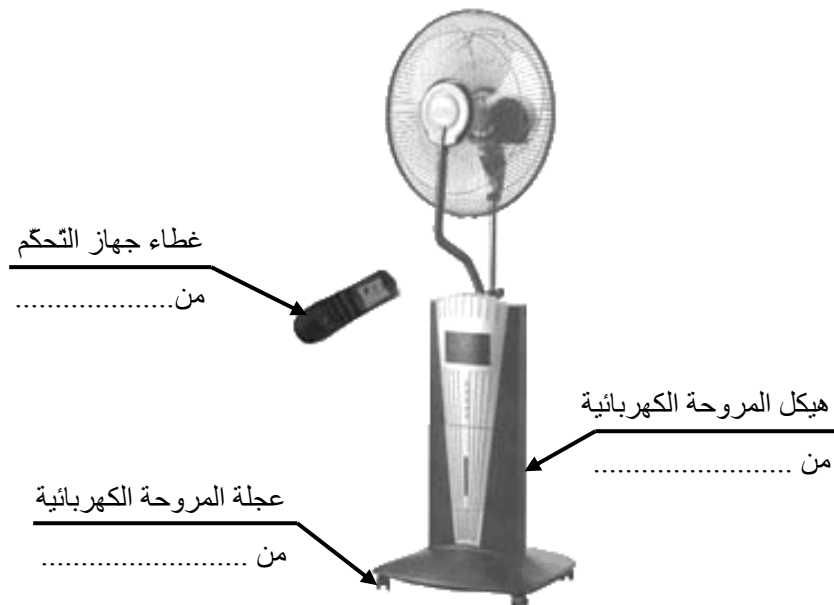 غطاء جهاز التّحكّم
من...................
هيكل المروحة الكهربائية
من .......................
عجلة المروحة الكهربائية
من ........................